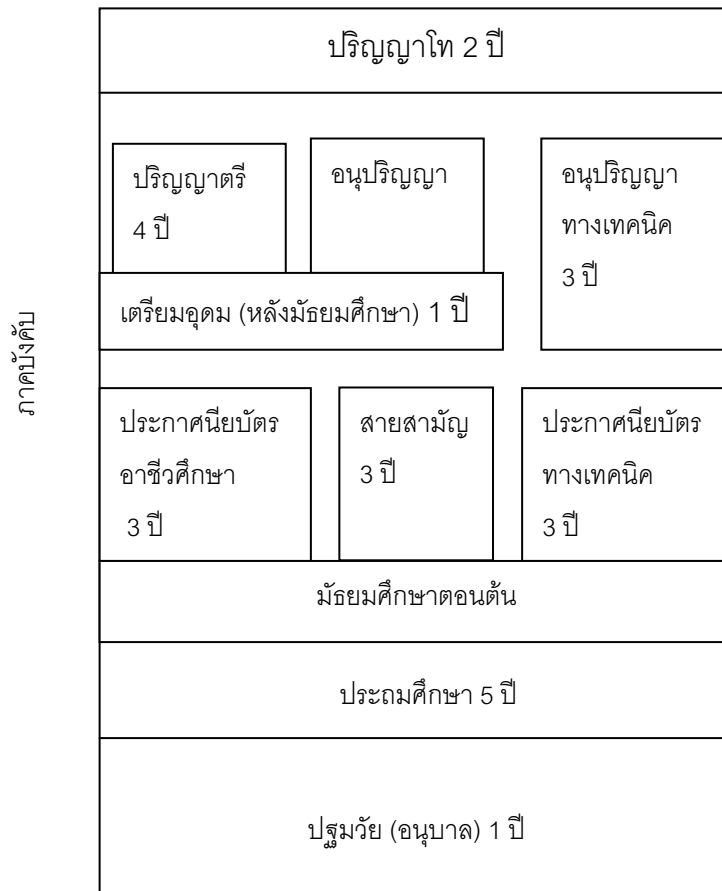 ปริญญาโท 2 ปี
ปริญญาตรี
4 ปี
อนุปริญญา
อนุปริญญา
ทางเทคนิค
3 ปี
เตรียมอุดม (หลังมัธยมศึกษา) 1 ปี
ภาคบังคับ
ประกาศนียบัตร
อาชีวศึกษา
3 ปี
สายสามัญ
3 ปี
ประกาศนียบัตร
ทางเทคนิค
3 ปี
มัธยมศึกษาตอนต้น
ประถมศึกษา 5 ปี
ปฐมวัย (อนุบาล) 1 ปี